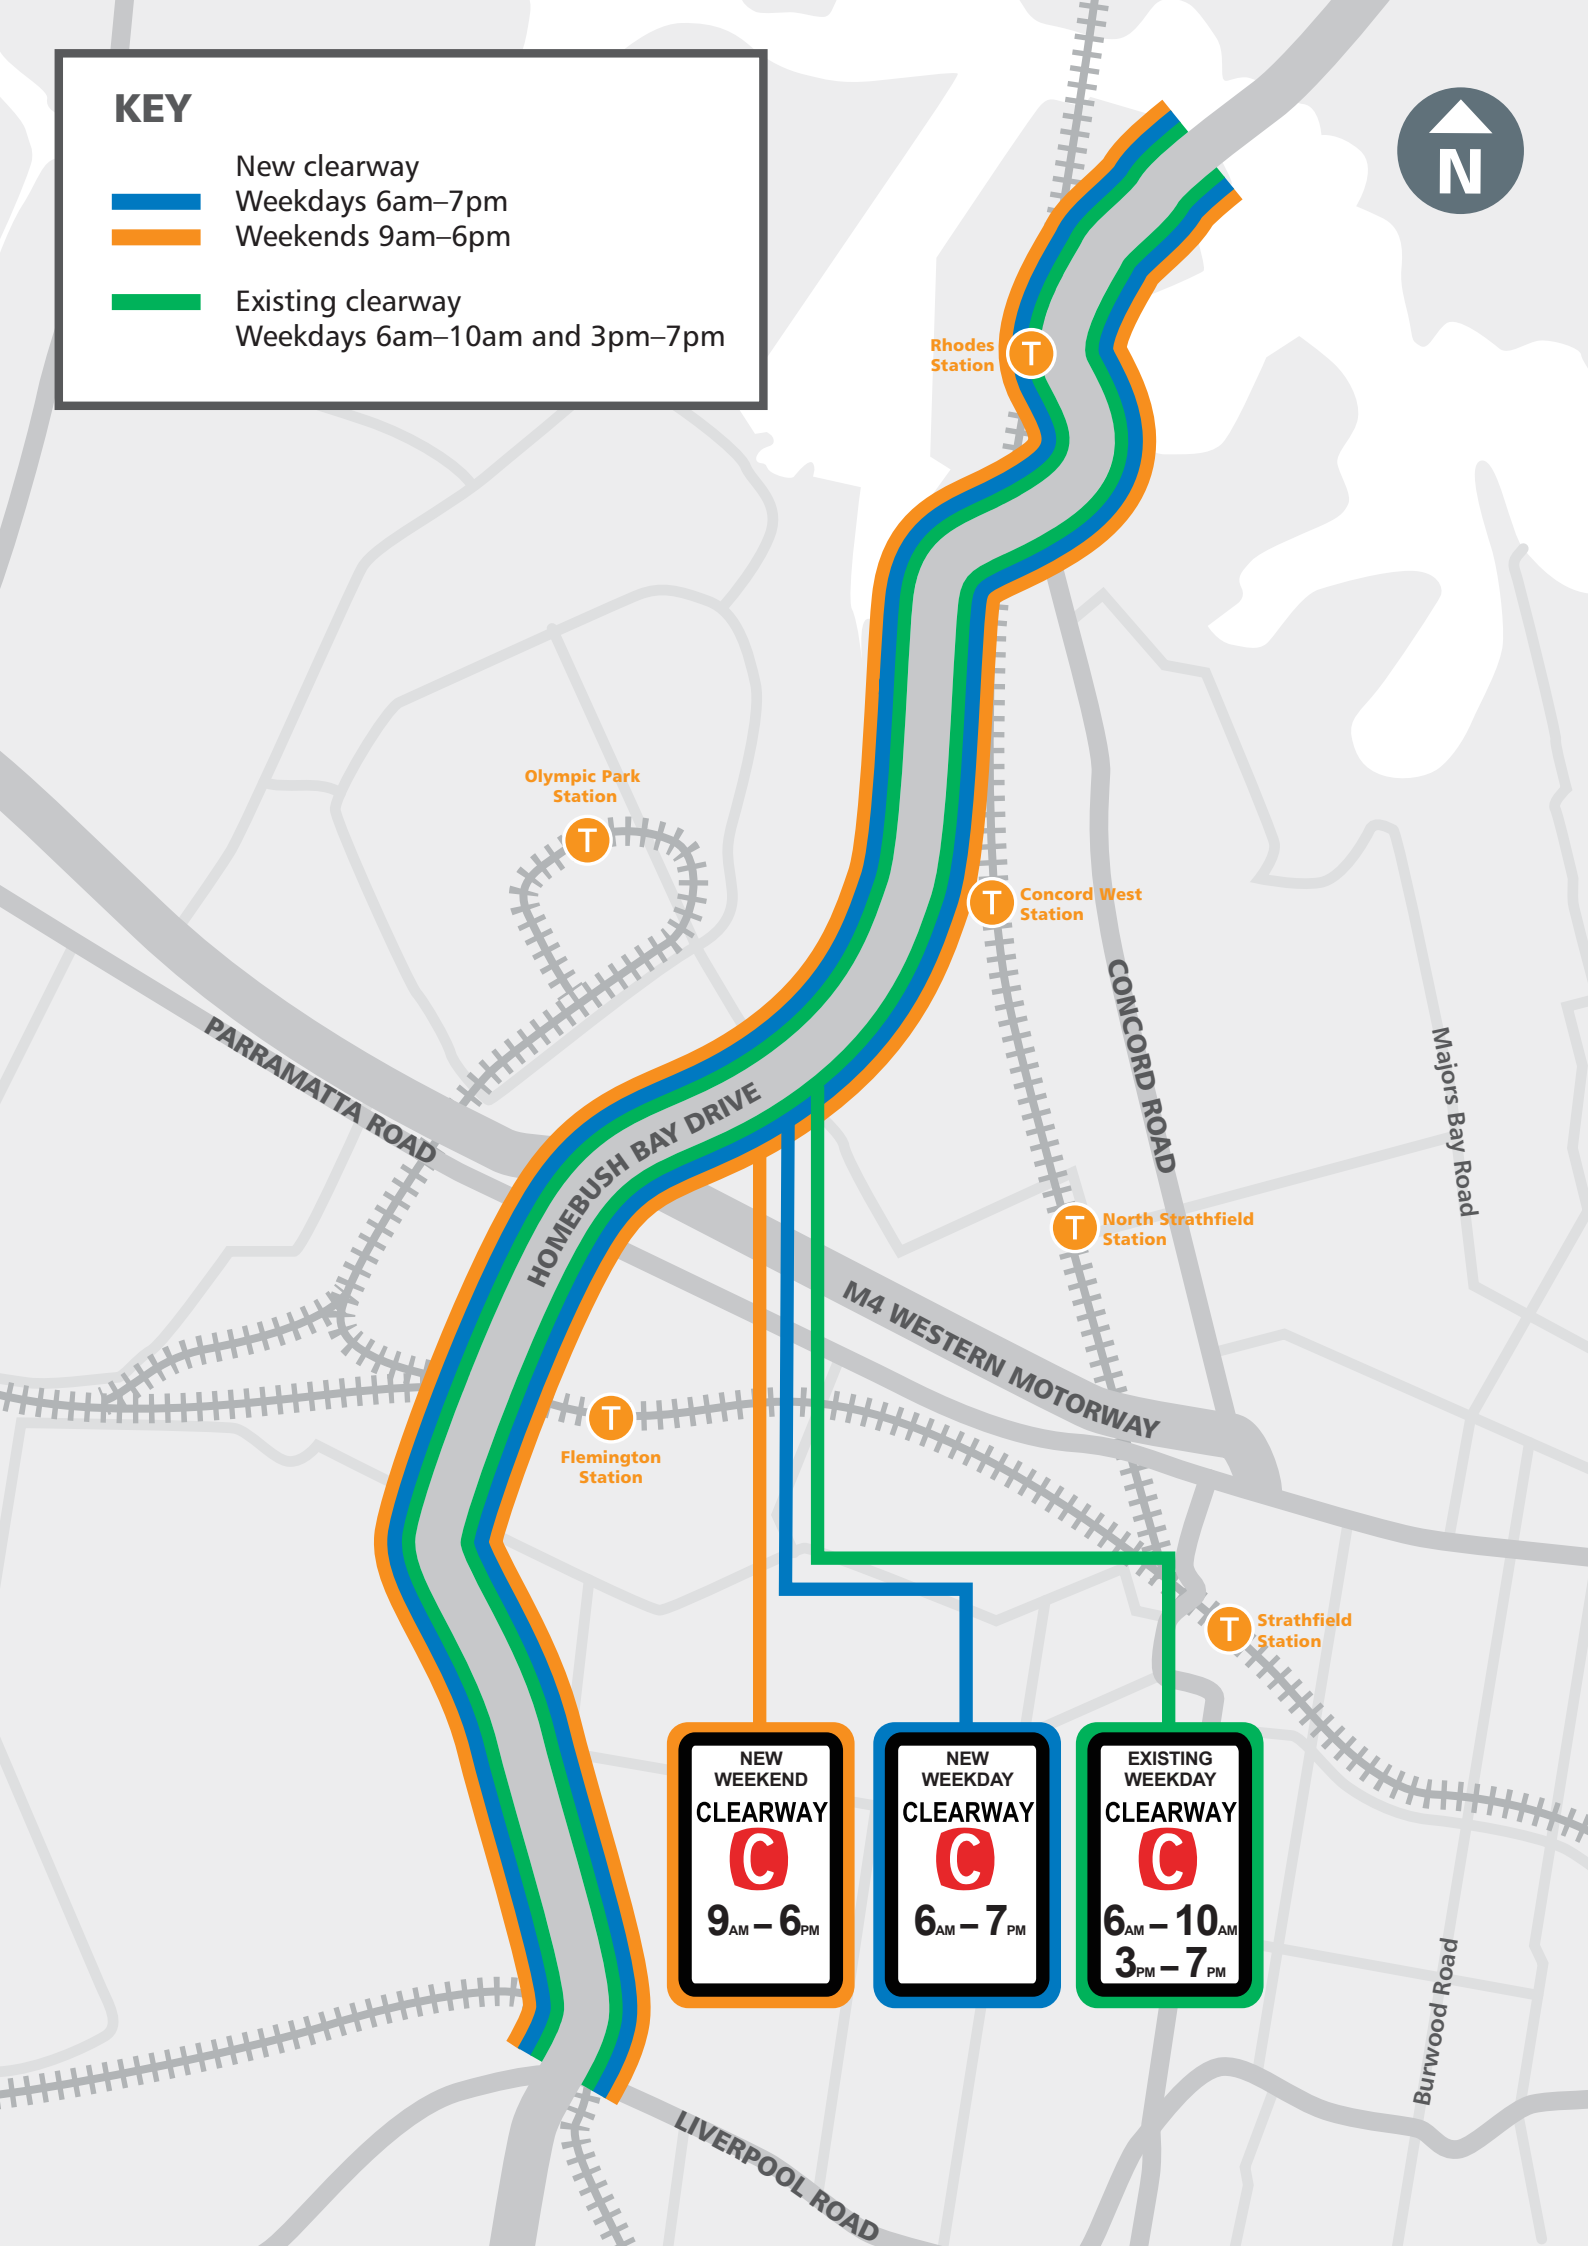 KEY
New clearway
Weekdays 6am–7pm
Weekends 9am–6pm
Existing clearway
Weekdays 6am–10am and 3pm–7pm
N
Rhodes
Station
T
Olympic Park
Station
T
T
Concord West
Station
PARRAMATTA ROAD
HOMEBUSH BAY DRIVE
CONCORD ROAD
Majors Bay Road
T
North Strathfield
Station
M4 WESTERN MOTORWAY
T
Flemington
Station
T
Strathfield
Station
NEW
WEEKEND
CLEARWAY
C
9AM – 6PM
NEW
WEEKDAY
CLEARWAY
C
6AM – 7PM
EXISTING
WEEKDAY
CLEARWAY
C
6AM – 10AM
3PM – 7PM
Burwood Road
LIVERPOOL ROAD